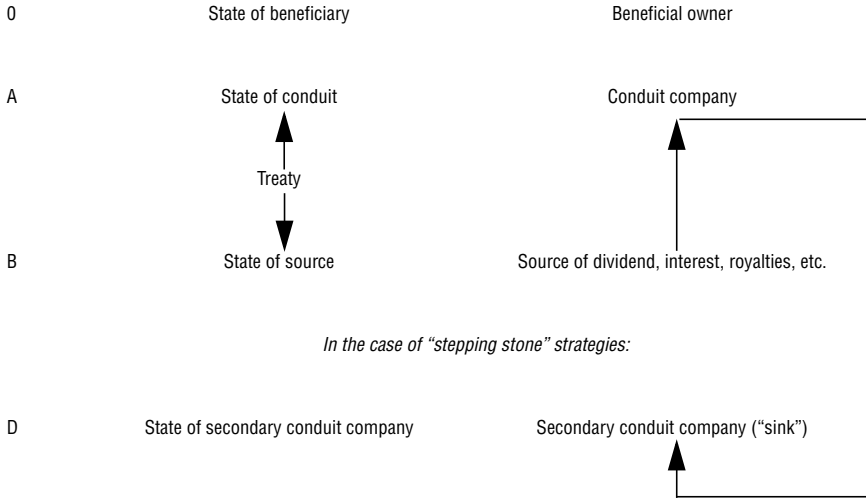 0 State of beneficiary Beneficial owner
A State of conduit Conduit company
Treaty
B State of source Source of dividend, interest, royalties, etc.
In the case of “stepping stone” strategies:
D State of secondary conduit company Secondary conduit company (“sink”)